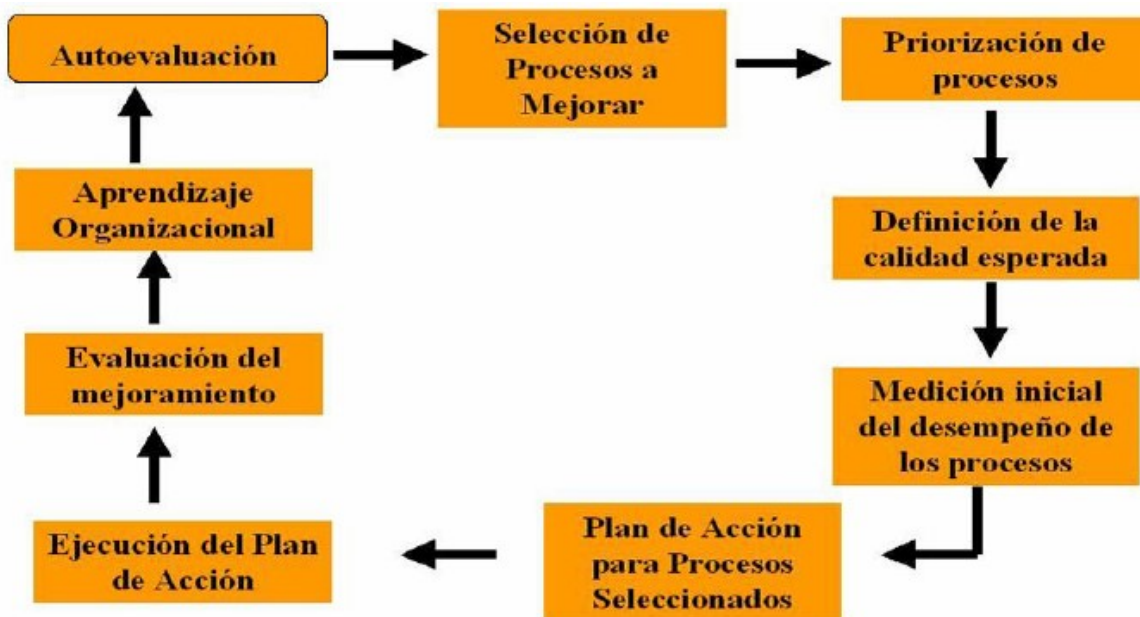 Autoevaluación
Selección de
Procesos a
Mejorar
Priorización de
procesos
Definición de la
calidad esperada
Medición inicial
del desempeño de
los procesos
Plan de Acción
para Procesos
Seleccionados
Ejecución del Plan
de Acción
Evaluación del
mejoramiento
Aprendizaje
Organizacional